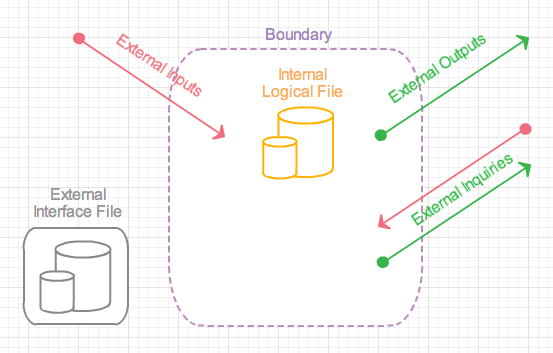 Boundary
External Inputs
Internal
Logical File
External Outputs
External Inquiries
External
Interface File